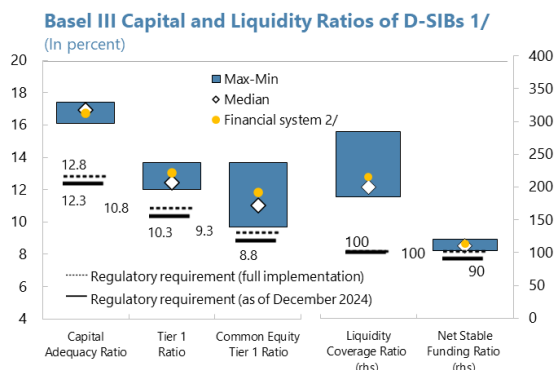 Basel III Capital and Liquidity Ratios of D-SIBs 1/
(In percent)
20
18
16
14
12
10
8
6
4
400
350
300
250
200
150
100
50
0
Max-Min
Median
Financial system 2/
12.8
12.3
10.8
10.3
9.3
8.8
100
100
90
Regulatory requirement (full implementation)
Regulatory requirement (as of December 2024)
Capital
Adequacy Ratio
Tier 1
Ratio
Common Equity
Tier 1 Ratio
Liquidity
Coverage Ratio
(rhs)
Net Stable
Funding Ratio
(rhs)